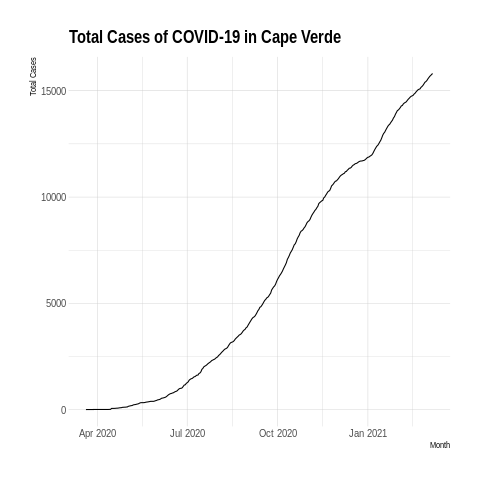 Total Cases of COVID-19 in Cape Verde
Total Cases
15000
10000
5000
0
Apr 2020 Jul 2020 Oct 2020 Jan 2021
Month